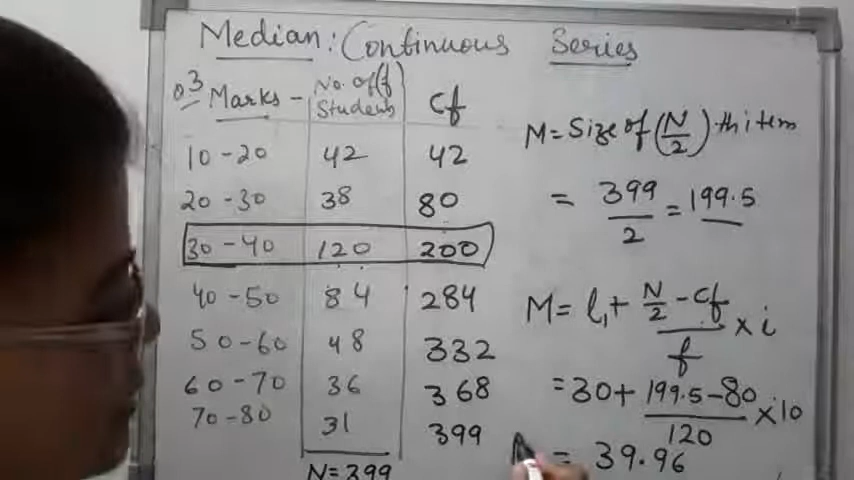 Median: Continuous Series
Q.3 Marks - No. of (f) Students cf
10-20 42 42
20-30 38 80
30-40 120 200
40-50 84 284
50-60 48 332
60-70 36 368
70-80 31 399
N=399
M=Size of (N/2)th item
= 399/2 = 199.5
M= l₁+ N/2 - cf / f × i
=30+ 199.5-80 / 120 ×10
= 39.96